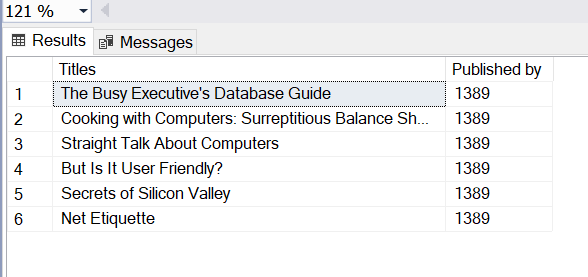 121 %
Results Messages
Titles Published by
1 The Busy Executive's Database Guide 1389
2 Cooking with Computers: Surreptitious Balance Sh... 1389
3 Straight Talk About Computers 1389
4 But Is It User Friendly? 1389
5 Secrets of Silicon Valley 1389
6 Net Etiquette 1389